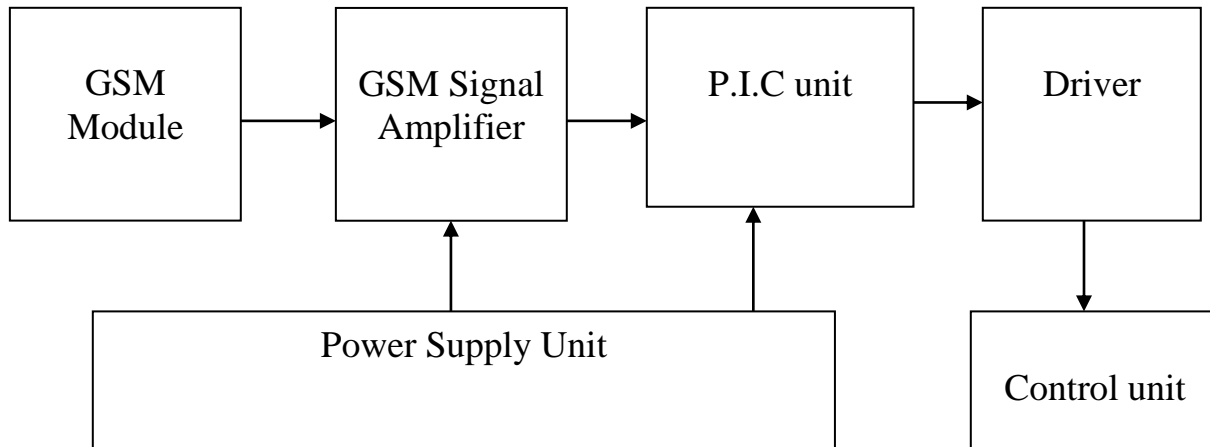 GSM
Module
GSM Signal
Amplifier
P.I.C unit
Driver
Power Supply Unit
Control unit